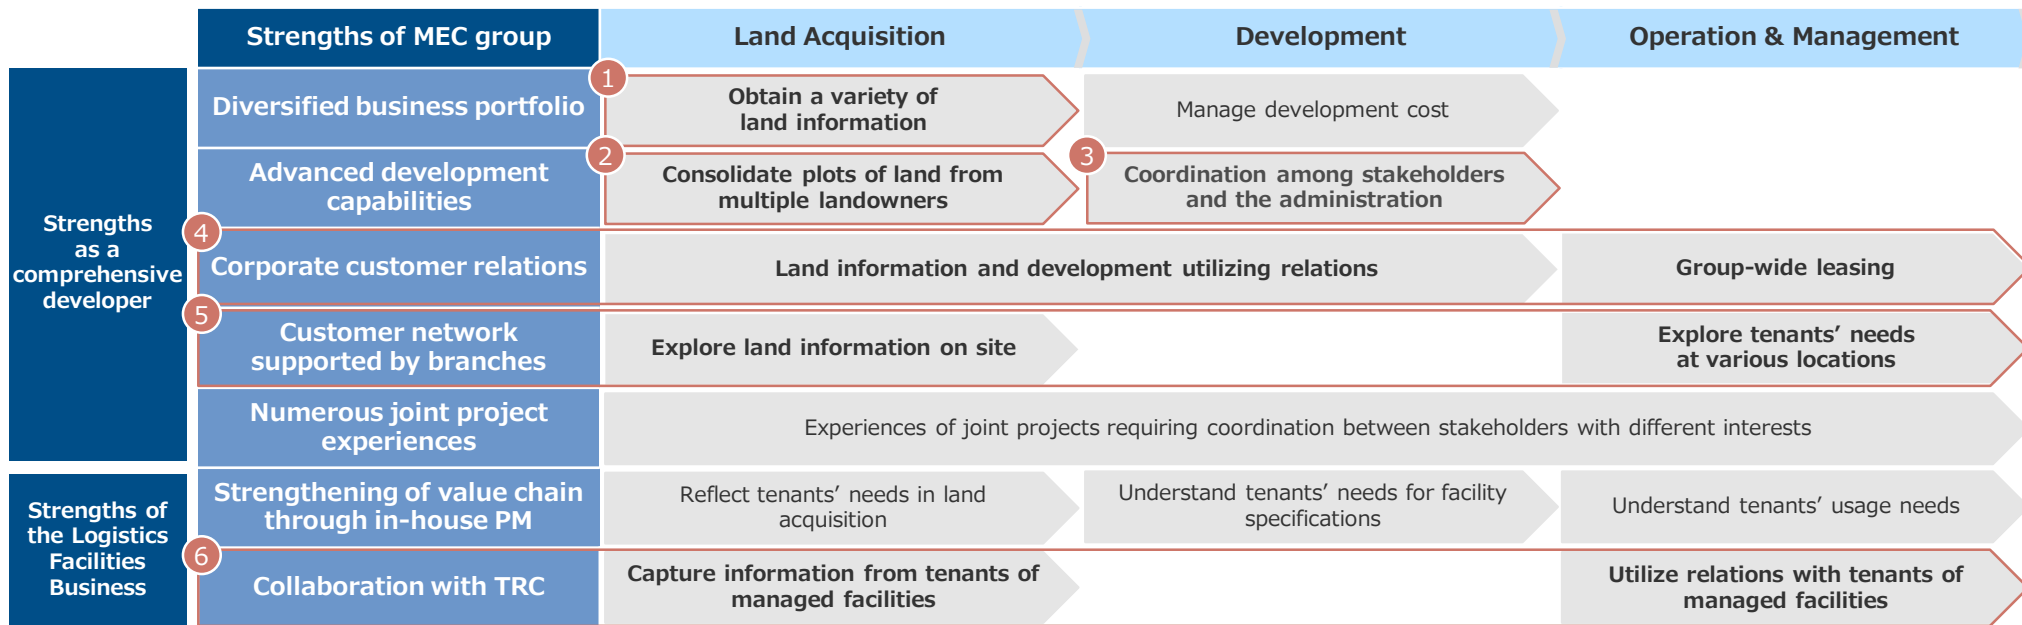 Strengths of MEC group
Land Acquisition
Development
Operation & Management
Strengths
as a
comprehensive
developer
Diversified business portfolio
1
Obtain a variety of
land information
Manage development cost
Advanced development
capabilities
2
Consolidate plots of land from
multiple landowners
3
Coordination among stakeholders
and the administration
4
Corporate customer relations
Land information and development utilizing relations
Group-wide leasing
5
Customer network
supported by branches
Explore land information on site
Explore tenants’ needs
at various locations
Numerous joint project
experiences
Experiences of joint projects requiring coordination between stakeholders with different interests
Strengths of
the Logistics
Facilities
Business
Strengthening of value chain
through in-house PM
Reflect tenants’ needs in land
acquisition
Understand tenants’ needs for facility
specifications
Understand tenants’ usage needs
6
Collaboration with TRC
Capture information from tenants of
managed facilities
Utilize relations with tenants of
managed facilities